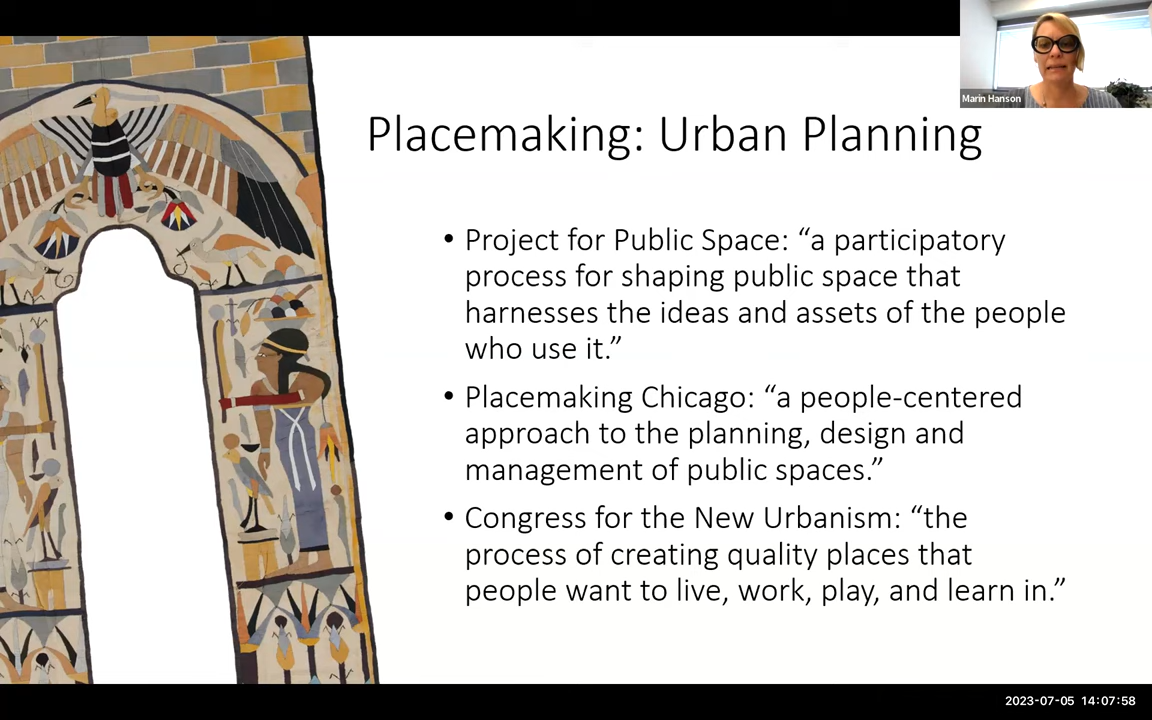 Marin Hanson
Placemaking: Urban Planning
• Project for Public Space: “a participatory
process for shaping public space that
harnesses the ideas and assets of the people
who use it.”
• Placemaking Chicago: “a people-centered
approach to the planning, design and
management of public spaces.”
• Congress for the New Urbanism: “the
process of creating quality places that
people want to live, work, play, and learn in.”
2023-07-05 14:07:58